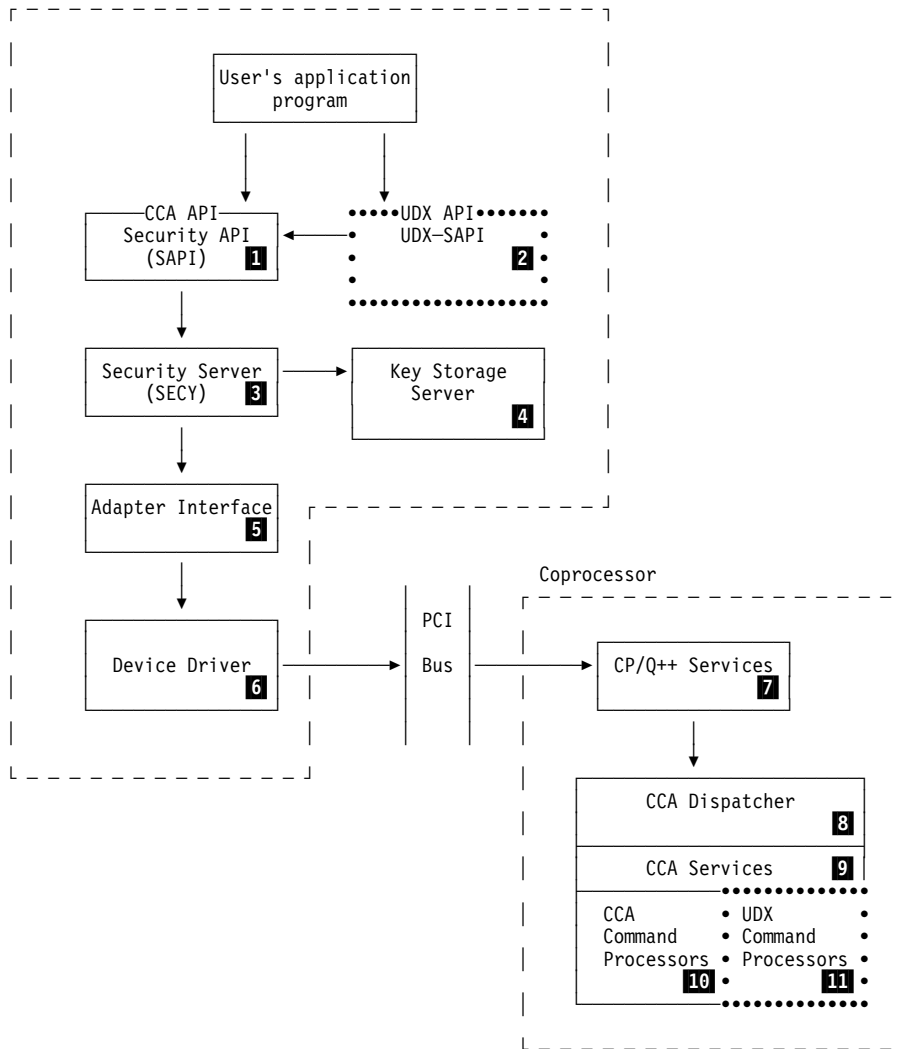 User's application
program
CCA API
Security API
(SAPI) 1
UDX API
UDX—SAPI
2
Security Server
(SECY) 3
Key Storage
Server
4
Adapter Interface
5
Coprocessor
PCI
Bus
Device Driver
6
CP/Q++ Services
7
CCA Dispatcher
8
CCA Services 9
CCA
Command
Processors
10
UDX
Command
Processors
11